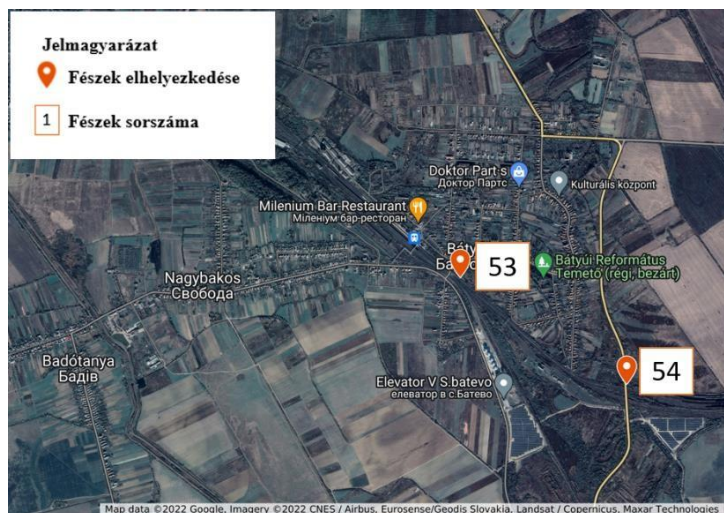 Jelmagyarázat
Fészek elhelyezkedése
1
Fészek sorszáma
Doktor Part s
Доктор Партс
Kulturális központ
Milenium Bar-Restaurant
Міленіум бар-ресторан
53
Bátyúi Református
Temető (régi, bezárt)
Nagybakos
Свобода
54
Badótanya
Бадів
Elevator V S.batevo
елеватор в с.Батево
Map data ©2022 Google, Imagery ©2022 CNES / Airbus, Eurosense/Geodis Slovakia, Landsat / Copernicus, Maxar Technologies